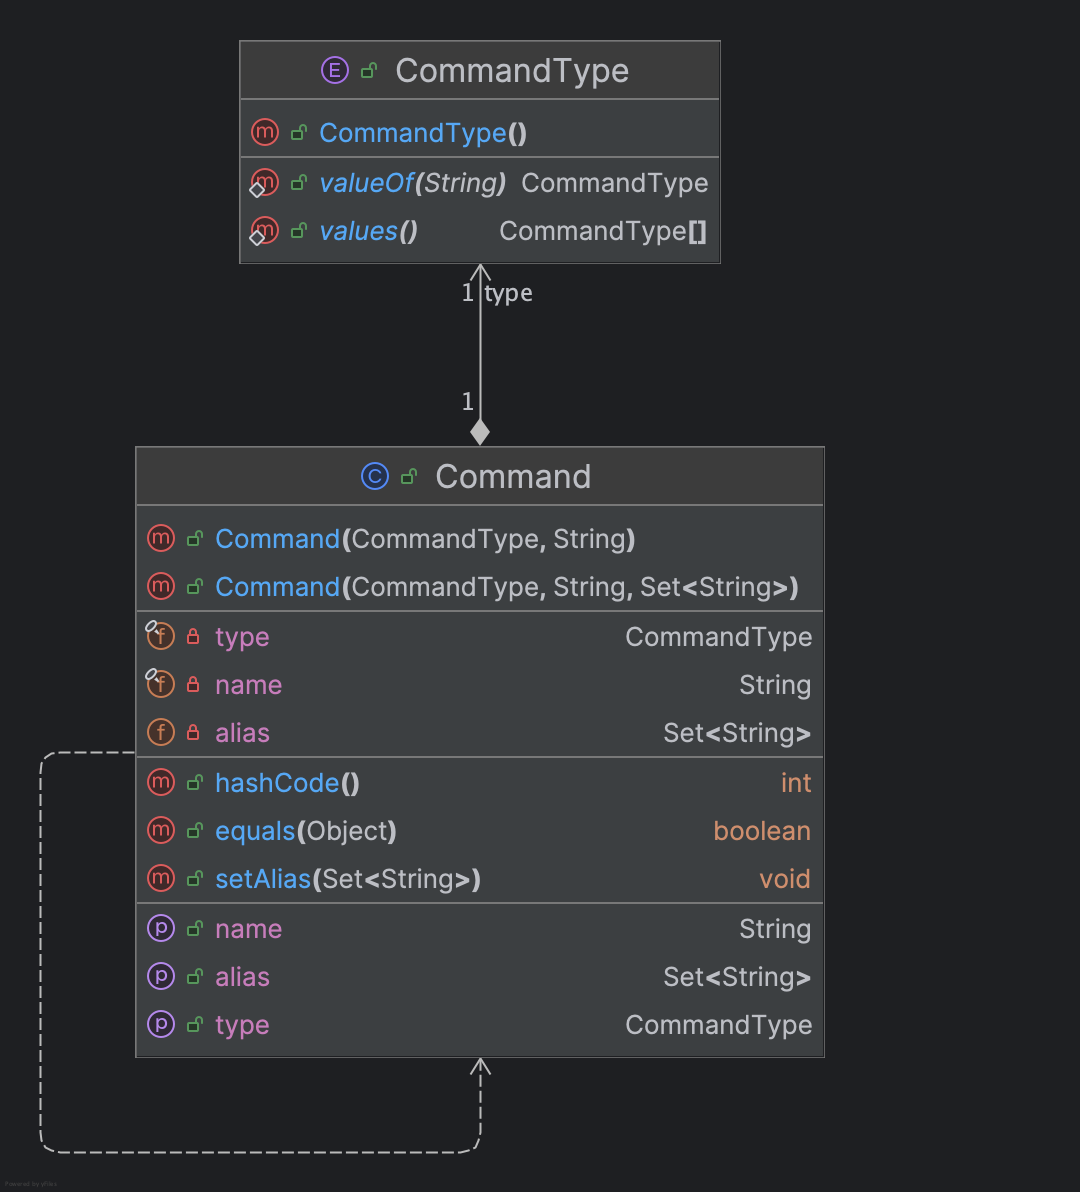 E CommandType
m CommandType()
m valueOf(String) CommandType
m values() CommandType[]
1 type
1
C Command
m Command(CommandType, String)
m Command(CommandType, String, Set<String>)
f type CommandType
f name String
f alias Set<String>
m hashCode() int
m equals(Object) boolean
m setAlias(Set<String>) void
p name String
p alias Set<String>
p type CommandType
Powered by yFiles